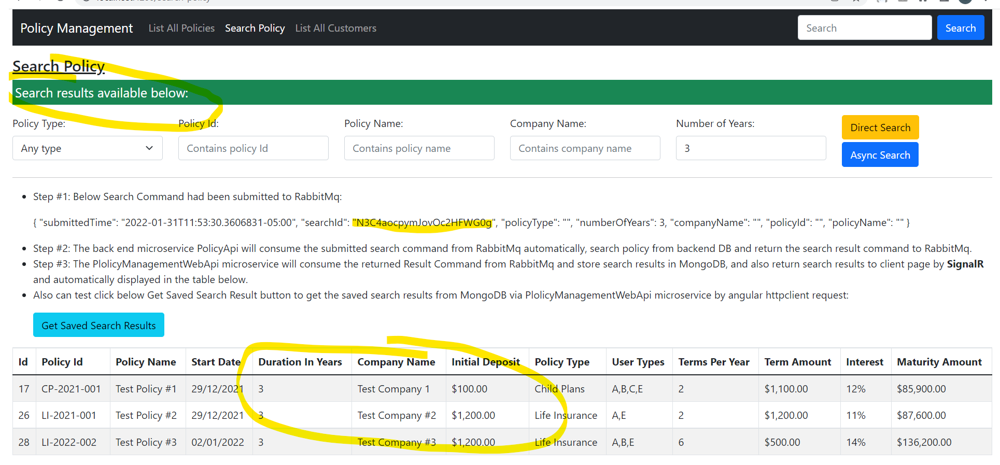 Policy Management List All Policies Search Policy List All Customers Search Search
Search Policy
Search results available below:
Policy Type: Policy Id: Policy Name: Company Name: Number of Years:
Direct Search
Any type Contains policy Id Contains policy name Contains company name 3
Async Search
• Step #1: Below Search Command had been submitted to RabbitMq:
{ "submittedTime": "2022-01-31T11:53:30.3606831-05:00", "searchId": "N3C4aocpymJovOc2HFWG0g", "policyType": "", "numberOfYears": 3, "companyName": "", "policyId": "", "policyName": "" }
• Step #2: The back end microservice PolicyApi will consume the submitted search command from RabbitMq automatically, search policy from backend DB and return the search result command to RabbitMq.
• Step #3: The PlolicyManagementWebApi microservice will consume the returned Result Command from RabbitMq and store search results in MongoDB, and also return search results to client page by SignalR
and automatically displayed in the table below.
• Also can test click below Get Saved Search Result button to get the saved search results from MongoDB via PlolicyManagementWebApi microservice by angular httpclient request:
Get Saved Search Results
Id Policy Id Policy Name Start Date Duration In Years Company Name Initial Deposit Policy Type User Types Terms Per Year Term Amount Interest Maturity Amount
17 CP-2021-001 Test Policy #1 29/12/2021 3 Test Company 1 $100.00 Child Plans A,B,C,E 2 $1,100.00 12% $85,900.00
26 LI-2021-001 Test Policy #2 29/12/2021 3 Test Company #2 $1,200.00 Life Insurance A,E 2 $1,200.00 11% $87,600.00
28 LI-2022-002 Test Policy #3 02/01/2022 3 Test Company #3 $1,200.00 Life Insurance A,B,E 6 $500.00 14% $136,200.00